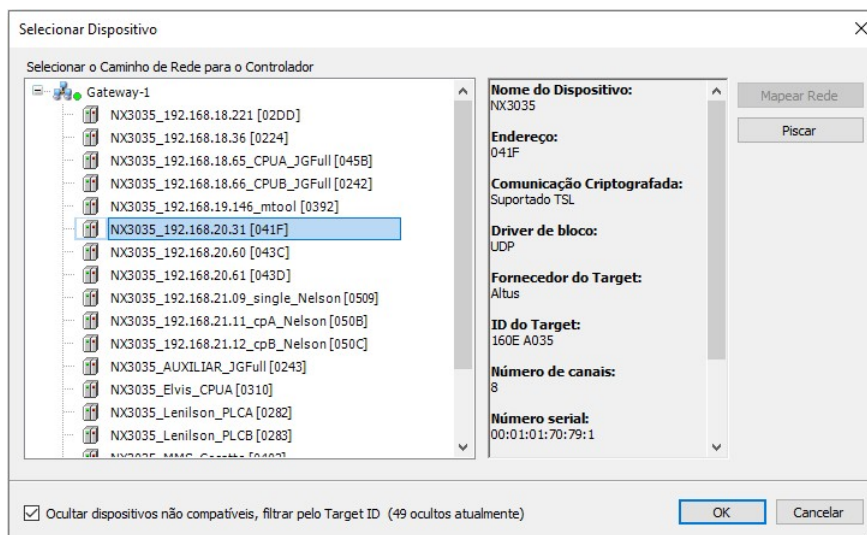 Selecionar Dispositivo
Selecionar o Caminho de Rede para o Controlador
Gateway-1
NX3035_192.168.18.221 [02DD]
NX3035_192.168.18.36 [0224]
NX3035_192.168.18.65_CPUA_JGFull [045B]
NX3035_192.168.18.66_CPUB_JGFull [0242]
NX3035_192.168.19.146_mtool [0392]
NX3035_192.168.20.31 [041F]
NX3035_192.168.20.60 [043C]
NX3035_192.168.20.61 [043D]
NX3035_192.168.21.09_single_Nelson [0509]
NX3035_192.168.21.11_cpA_Nelson [050B]
NX3035_192.168.21.12_cpB_Nelson [050C]
NX3035_AUXILIAR_JGFull [0243]
NX3035_Elvis_CPUA [0310]
NX3035_Lenilson_PLCA [0282]
NX3035_Lenilson_PLCB [0283]
Nome do Dispositivo:
NX3035
Endereço:
041F
Comunicação Criptografada:
Suportado TSL
Driver de bloco:
UDP
Fornecedor do Target:
Altus
ID do Target:
160E A035
Número de canais:
8
Número serial:
00:01:01:70:79:1
Mapear Rede
Piscar
Ocultar dispositivos não compatíveis, filtrar pelo Target ID (49 ocultos atualmente)
OK
Cancelar